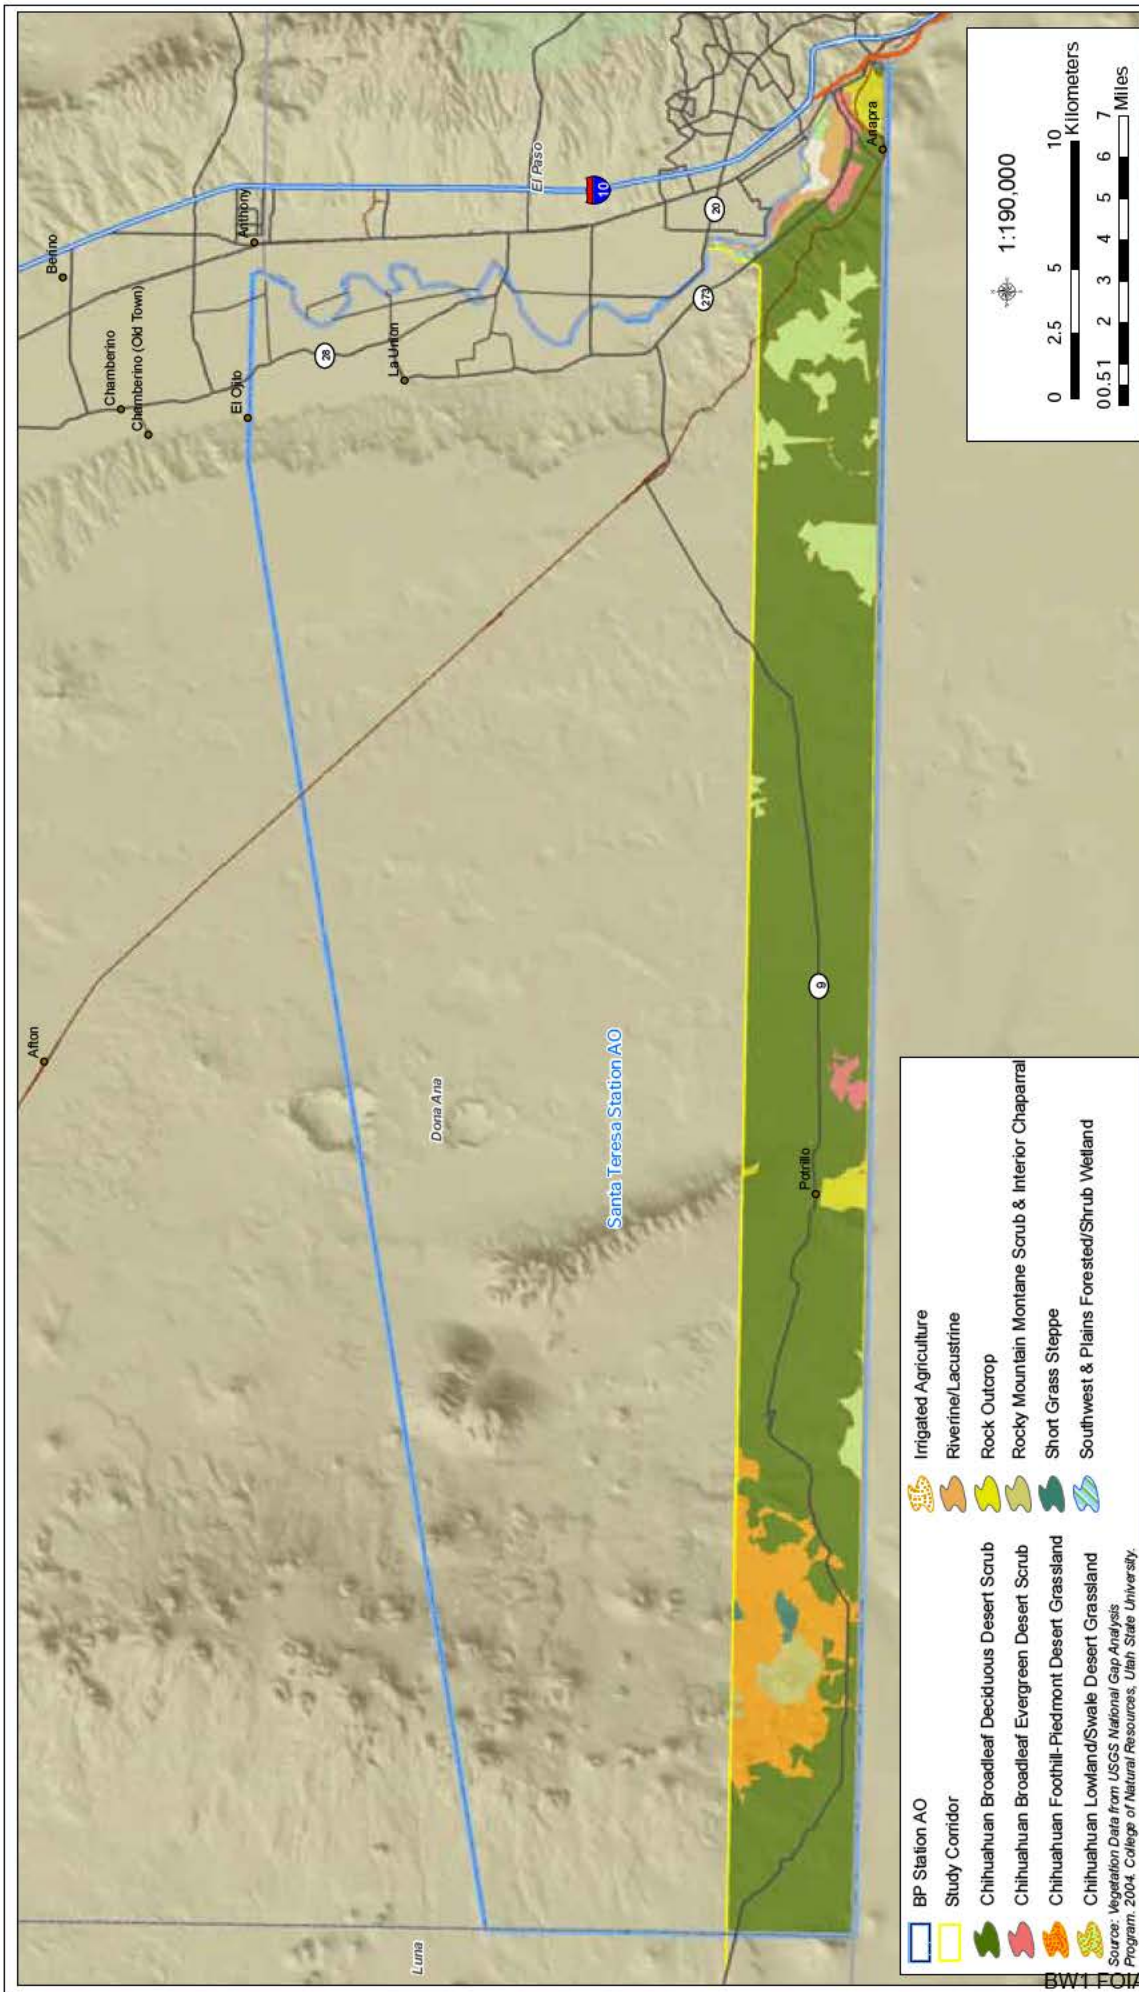 Berino
Chamberino
Chamberino (Old Town)
Anthony
El Ojito
28
La Union
El Paso
10
20
273
Anapra
Afton
Dona Ana
Santa Teresa Station AO
9
Potrillo
Luna
1:190,000
0 2.5 5 10
Kilometers
0 0.5 1 2 3 4 5 6 7
Miles
BP Station AO
Study Corridor
Chihuahuan Broadleaf Deciduous Desert Scrub
Chihuahuan Broadleaf Evergreen Desert Scrub
Chihuahuan Foothill-Piedmont Desert Grassland
Chihuahuan Lowland/Swale Desert Grassland
Irrigated Agriculture
Riverine/Lacustrine
Rock Outcrop
Rocky Mountain Montane Scrub & Interior Chaparral
Short Grass Steppe
Southwest & Plains Forested/Shrub Wetland
Source: Vegetation Data from USGS National Gap Analysis
Program. 2004. College of Natural Resources, Utah State University.
BW1 FOIA